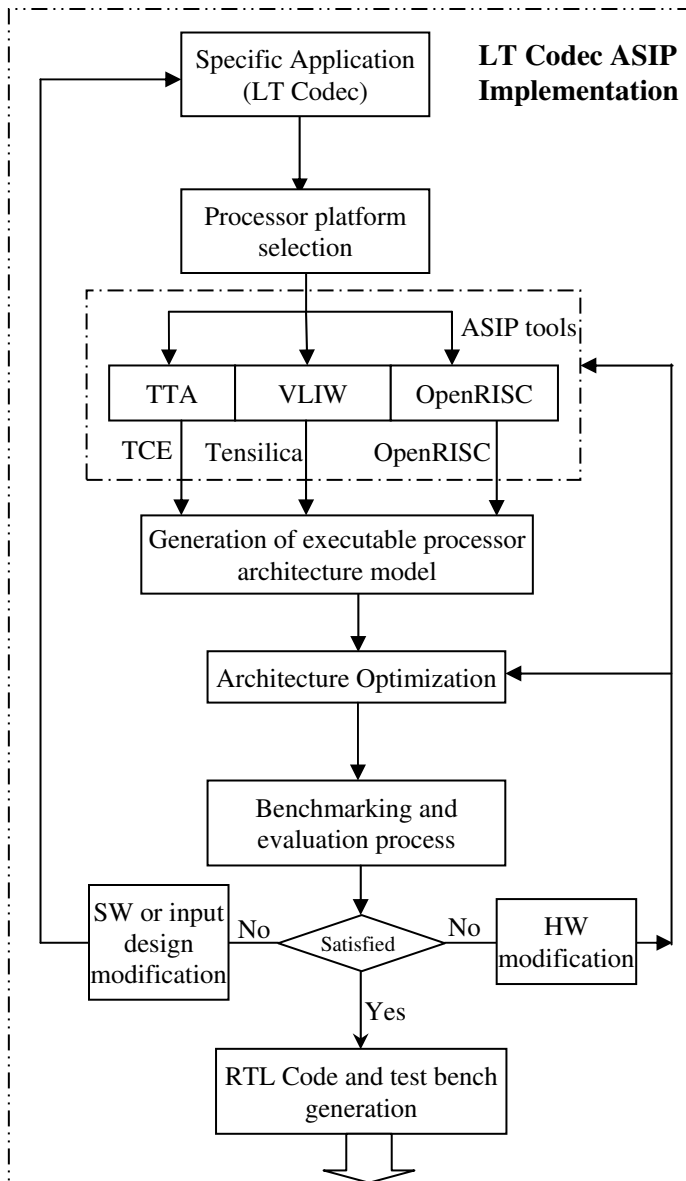 Specific Application
(LT Codec)
LT Codec ASIP
Implementation
Processor platform
selection
ASIP tools
TTA
VLIW
OpenRISC
TCE
Tensilica
OpenRISC
Generation of executable processor
architecture model
Architecture Optimization
Benchmarking and
evaluation process
SW or input
design
modification
No
Satisfied
No
HW
modification
Yes
RTL Code and test bench
generation